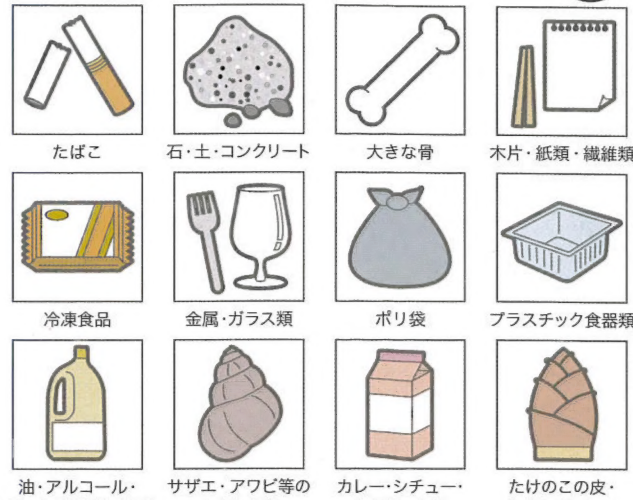 たばこ
石・土・コンクリート
大きな骨
木片・紙類・繊維類
冷凍食品
金属・ガラス類
ポリ袋
プラスチック食器類
油・アルコール・
サザエ・アワビ等の
カレー・シチュー・
たけのこの皮・